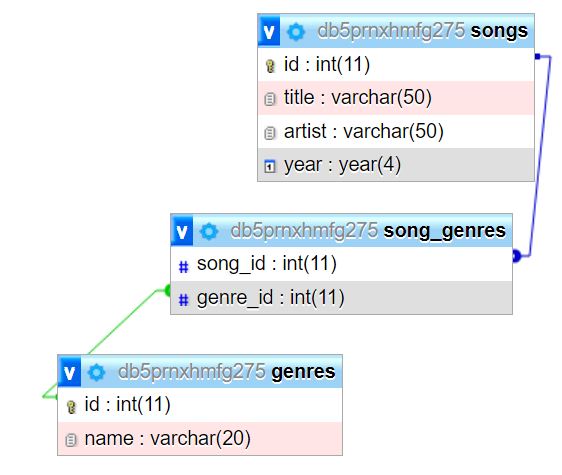 v db5prnxhmfg275 songs
id : int(11)
title : varchar(50)
artist : varchar(50)
1 year : year(4)
v db5prnxhmfg275 song_genres
# song_id : int(11)
# genre_id : int(11)
v db5prnxhmfg275 genres
id : int(11)
name : varchar(20)